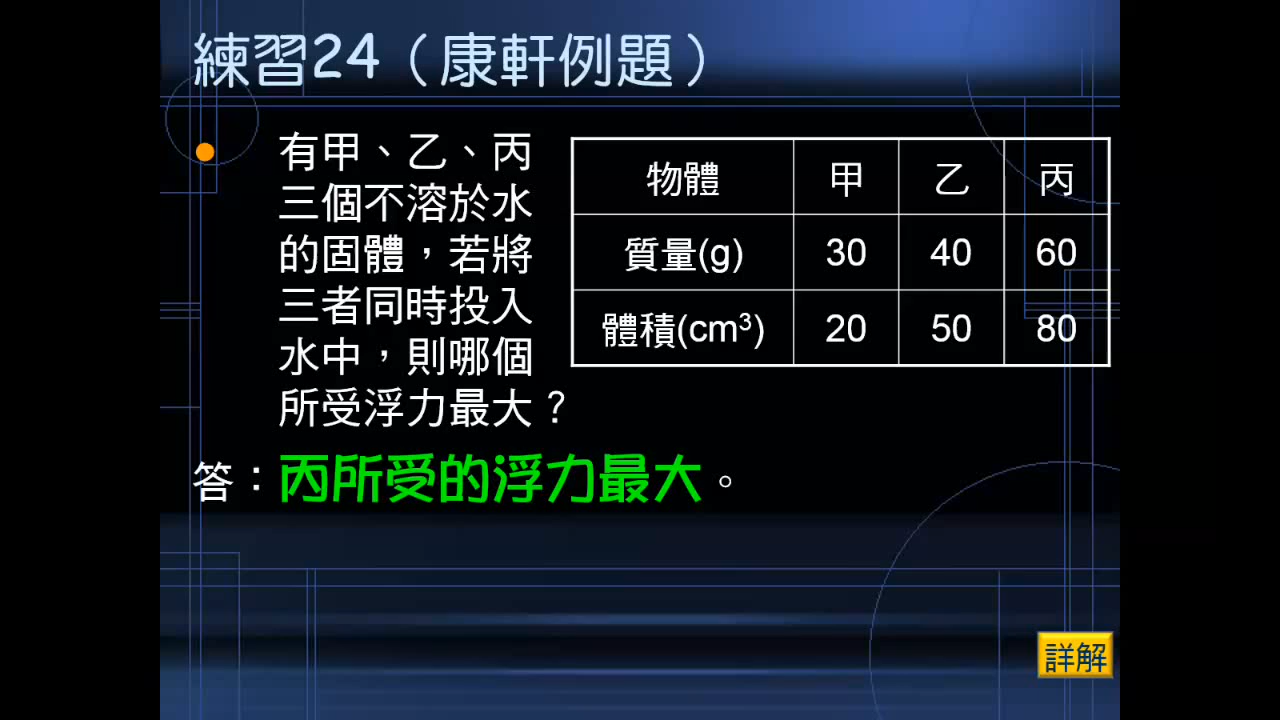 練習24（康軒例題）
有甲、乙、丙
三個不溶於水
的固體，若將
三者同時投入
水中，則哪個
所受浮力最大？
物體 甲 乙 丙
質量(g) 30 40 60
體積(cm³) 20 50 80
答：丙所受的浮力最大。
詳解